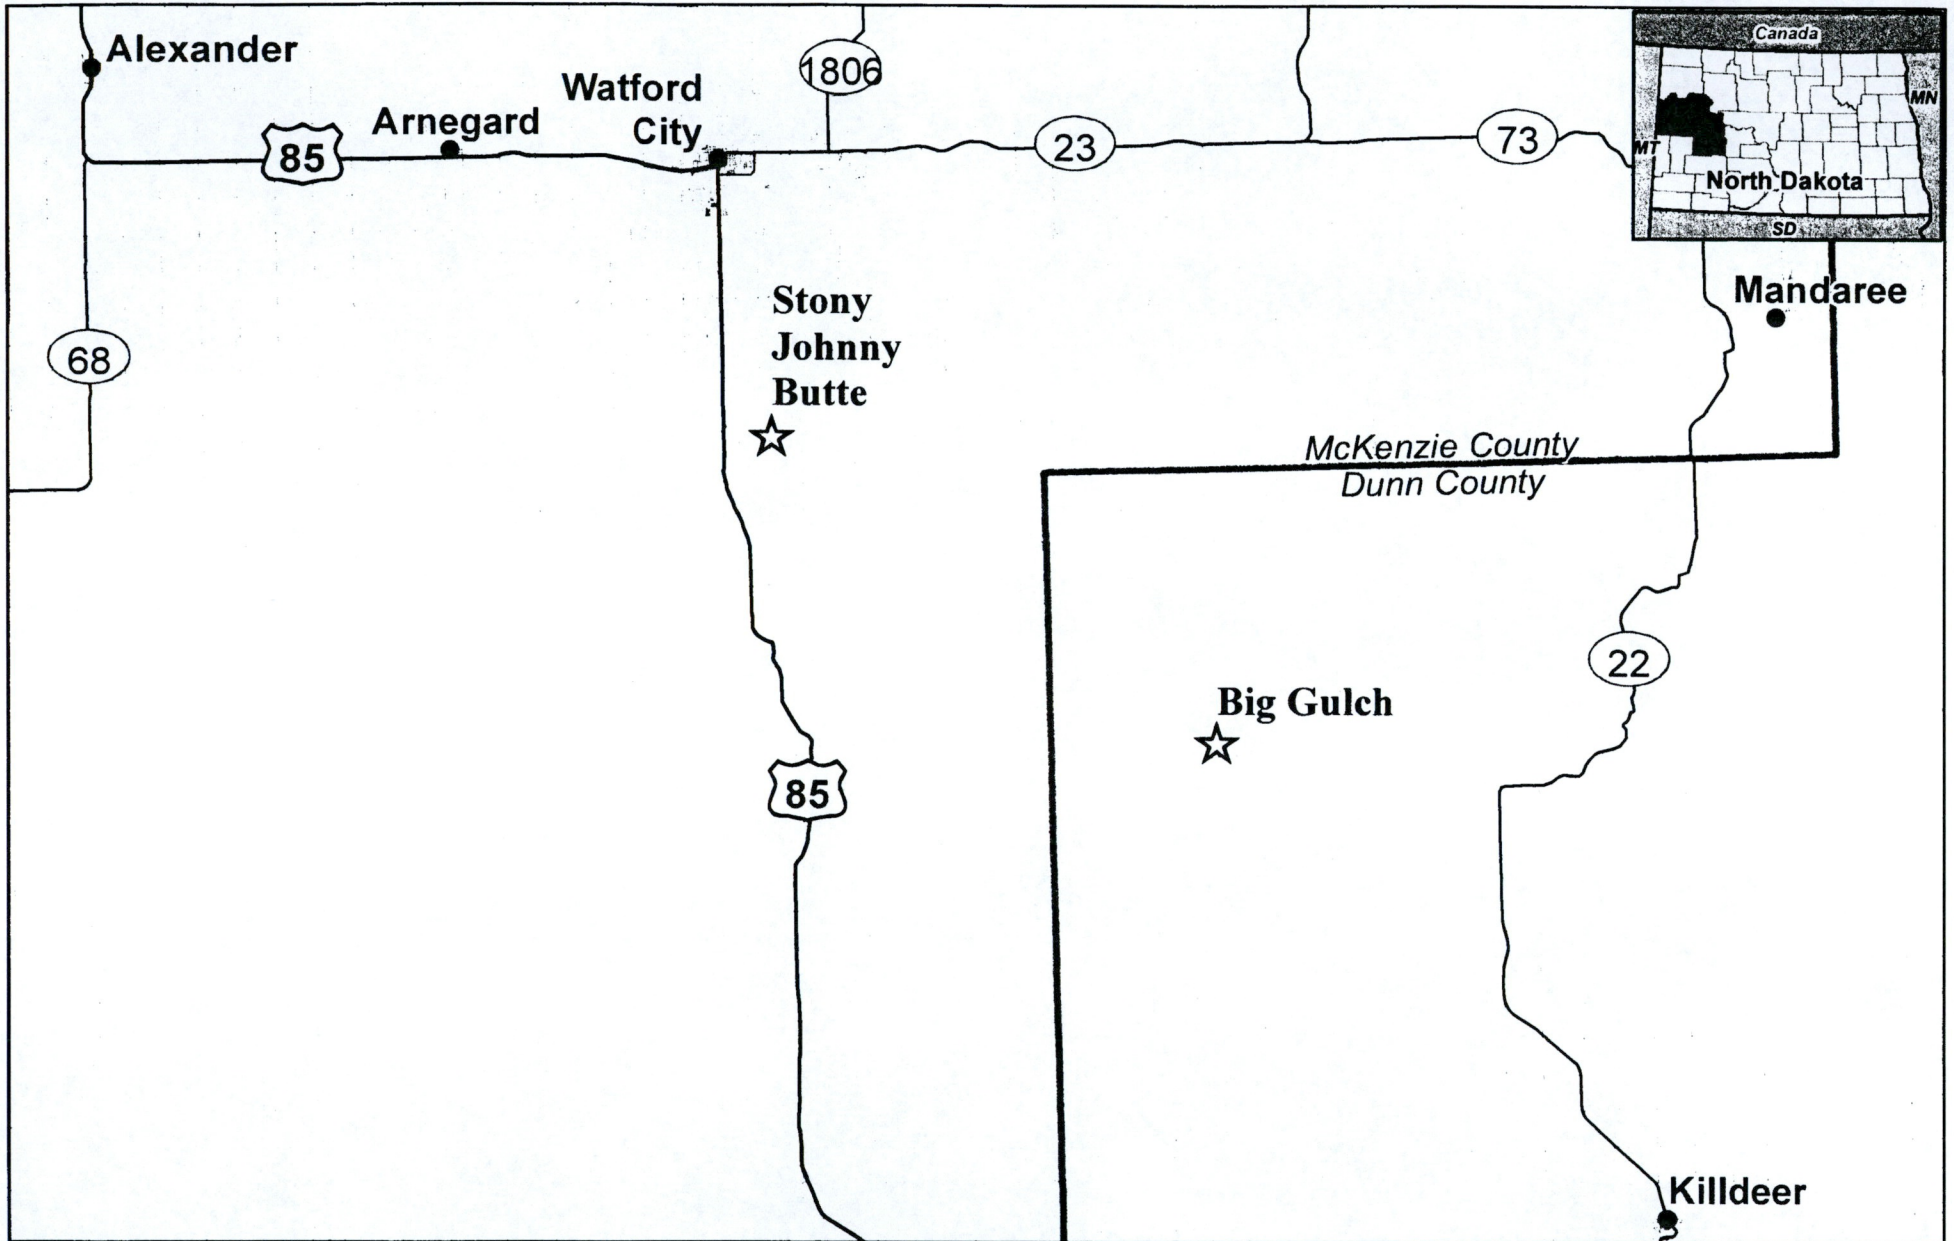 Alexander
Arnegard
Watford
City
1806
85
23
73
Canada
MN
MT
North Dakota
SD
68
Stony
Johnny
Butte
Mandaree
McKenzie County
Dunn County
22
Big Gulch
85
Killdeer